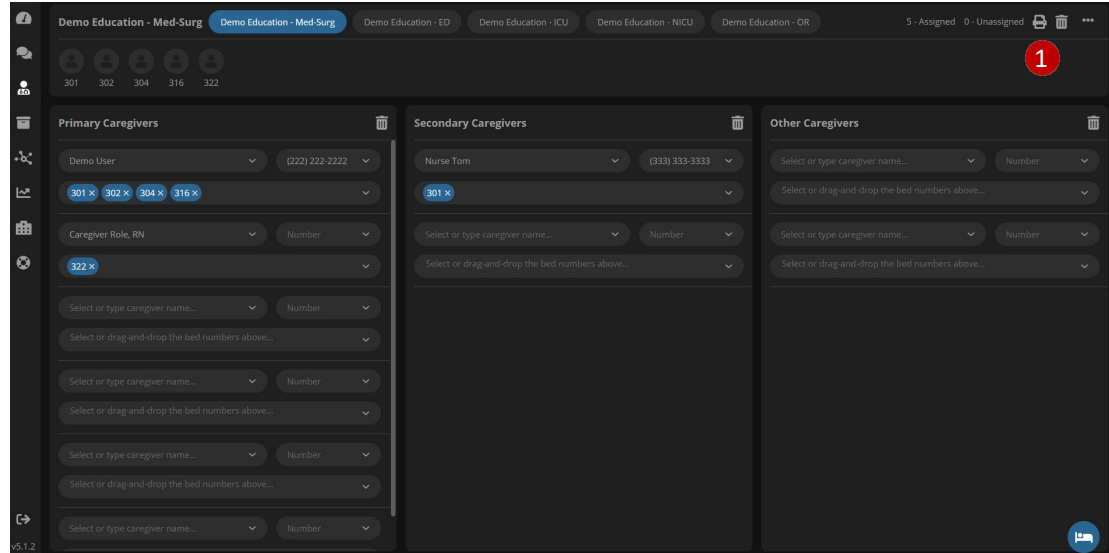 Demo Education - Med-Surg Demo Education - Med-Surg Demo Education - ED Demo Education - ICU Demo Education - NICU Demo Education - OR 5 - Assigned 0 - Unassigned
1
301 302 304 316 322
Primary Caregivers
Demo User (222) 222-2222
301 × 302 × 304 × 316 ×
Caregiver Role, RN Number
322 ×
Select or type caregiver name... Number
Select or drag-and-drop the bed numbers above...
Select or type caregiver name... Number
Select or drag-and-drop the bed numbers above...
Select or type caregiver name... Number
Select or drag-and-drop the bed numbers above...
Select or type caregiver name... Number
Secondary Caregivers
Nurse Tom (333) 333-3333
301 ×
Select or type caregiver name... Number
Select or drag-and-drop the bed numbers above...
Other Caregivers
Select or type caregiver name... Number
Select or drag-and-drop the bed numbers above...
Select or type caregiver name... Number
Select or drag-and-drop the bed numbers above...
v5.1.2